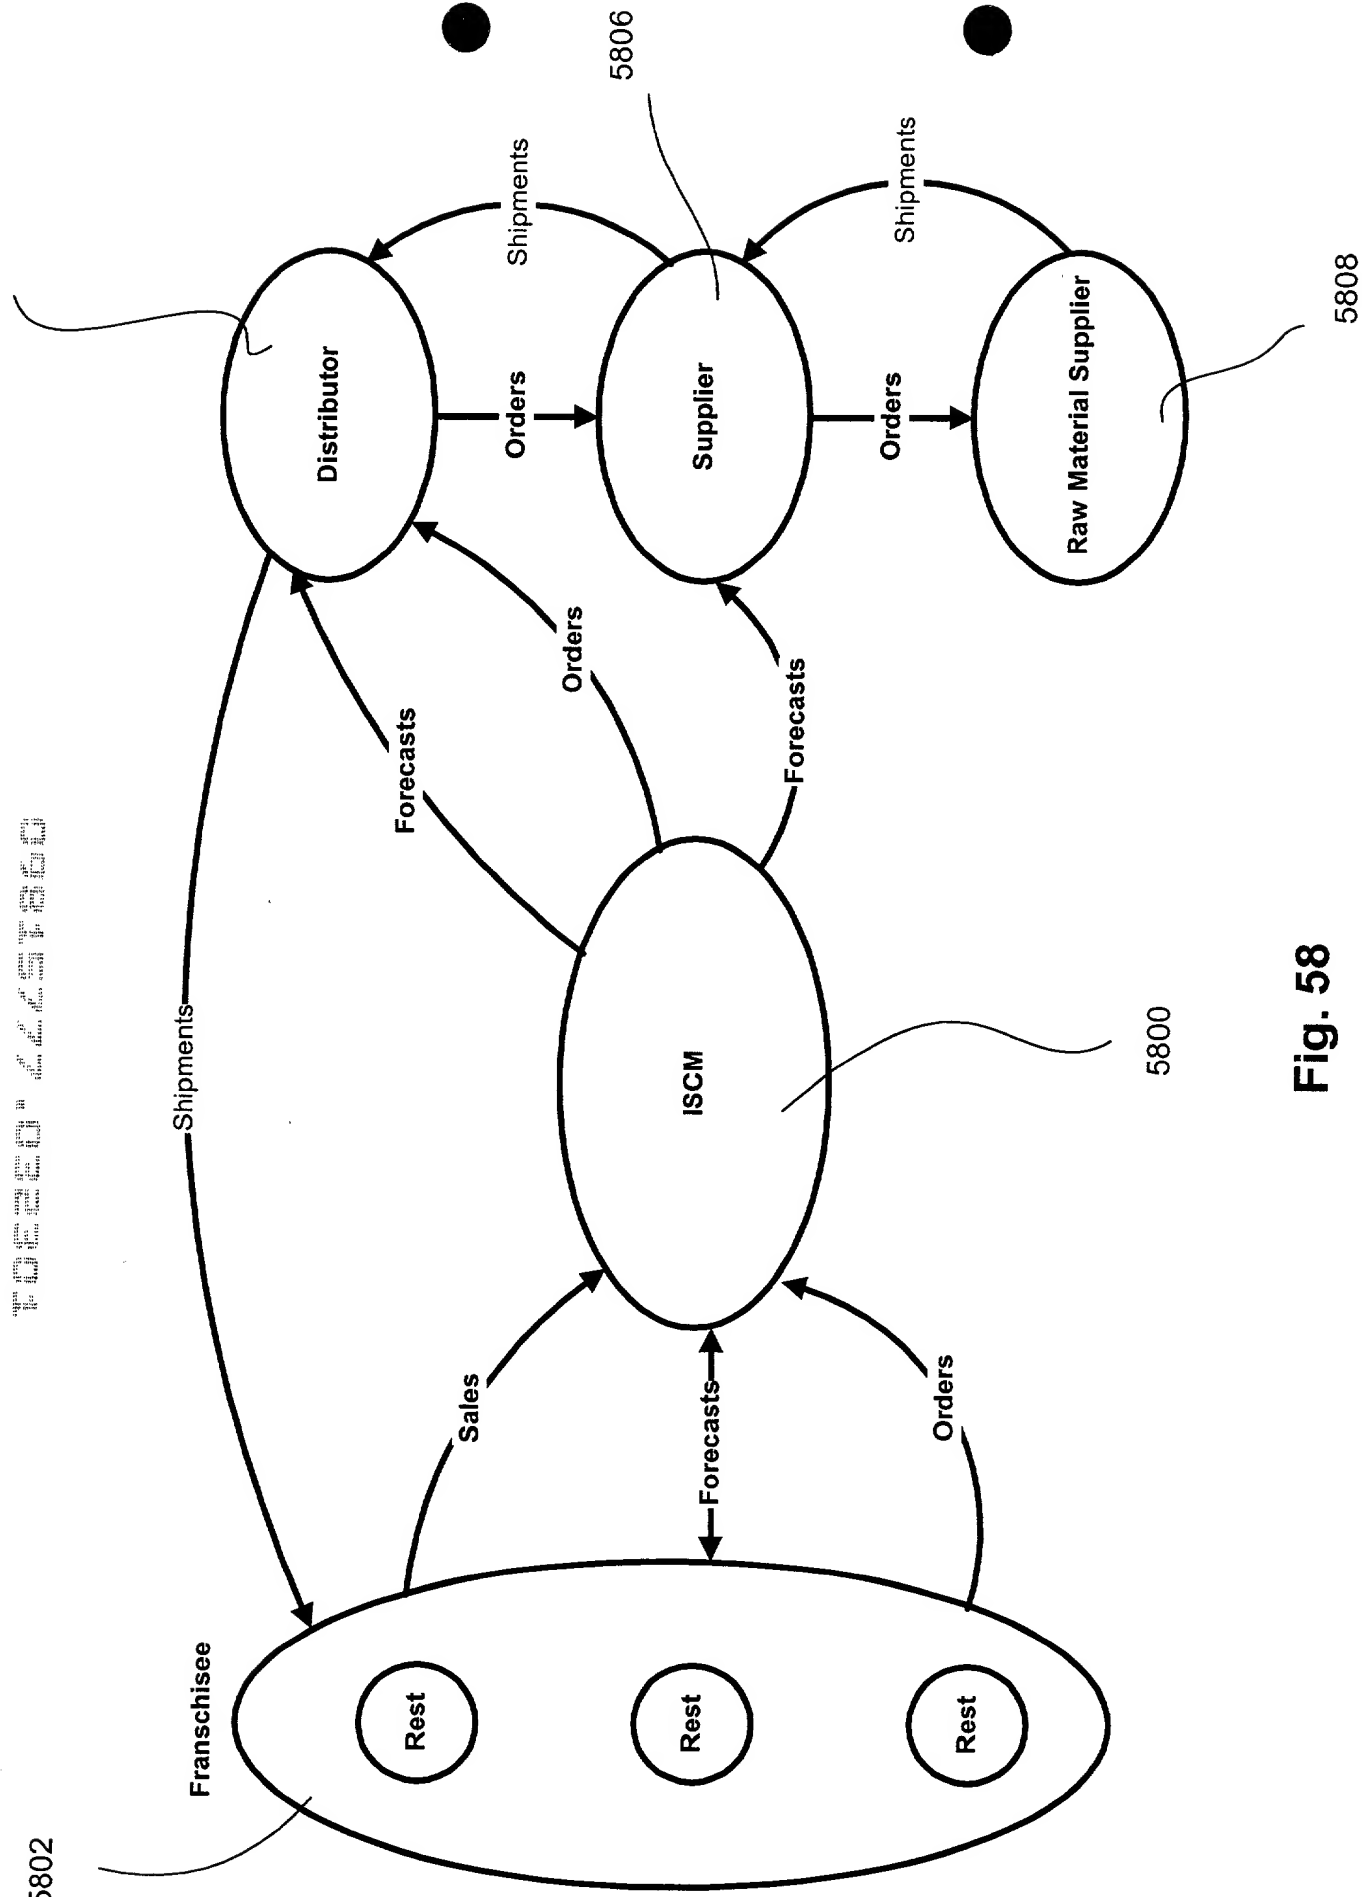 5802
Franschisee
Shipments
Distributor
Forecasts
Rest
Sales
Orders
Shipments
Orders
5806
Rest
Forecasts
ISCM
Supplier
Forecasts
Orders
Shipments
Orders
Rest
Raw Material Supplier
5800
5808
Fig. 58